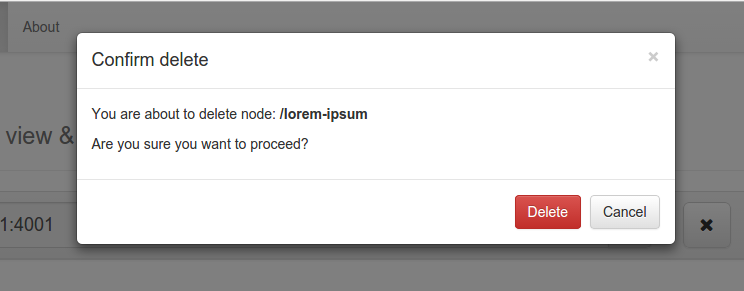 About
Confirm delete ×
You are about to delete node: /lorem-ipsum
view &
Are you sure you want to proceed?
1:4001
Delete Cancel